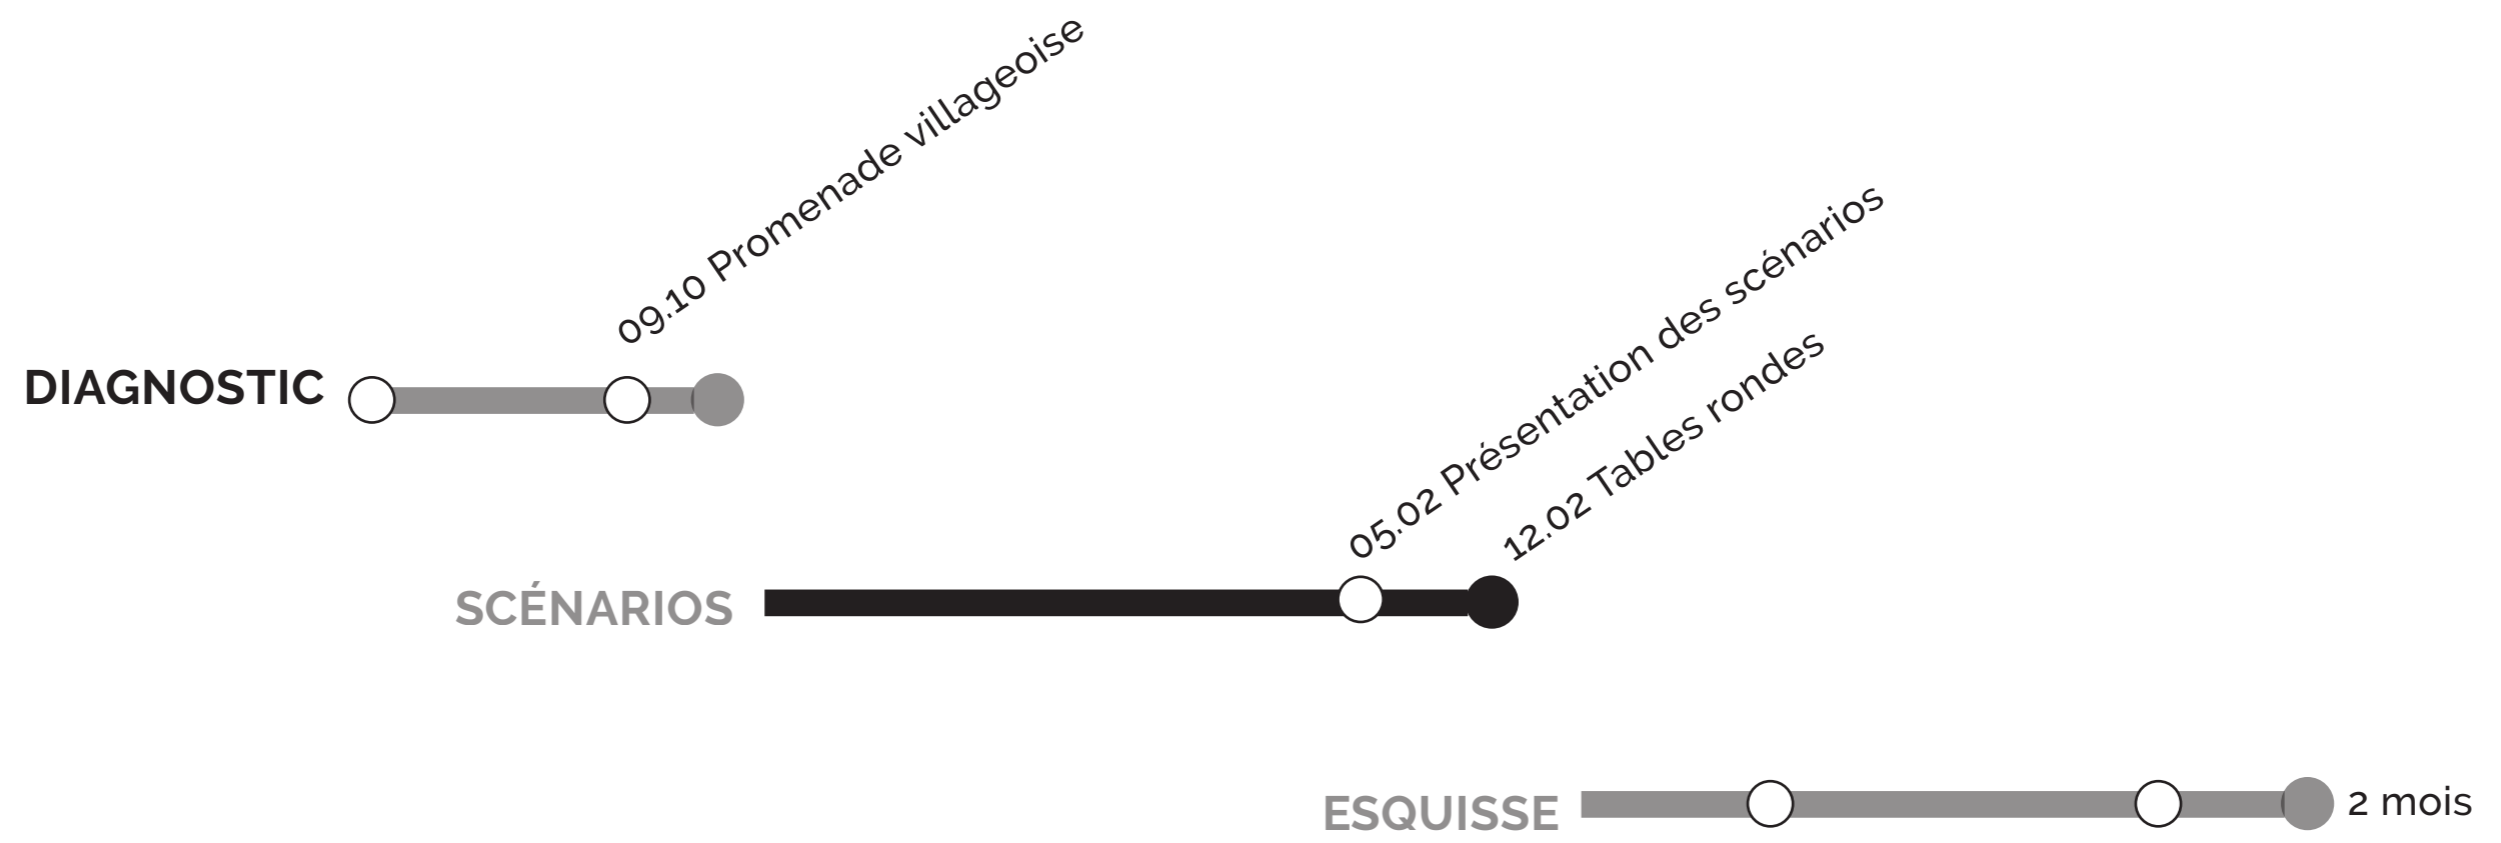 09.10 Promenade villageoise
DIAGNOSTIC
05.02 Présentation des scénarios
12.02 Tables rondes
SCÉNARIOS
ESQUISSE
2 mois